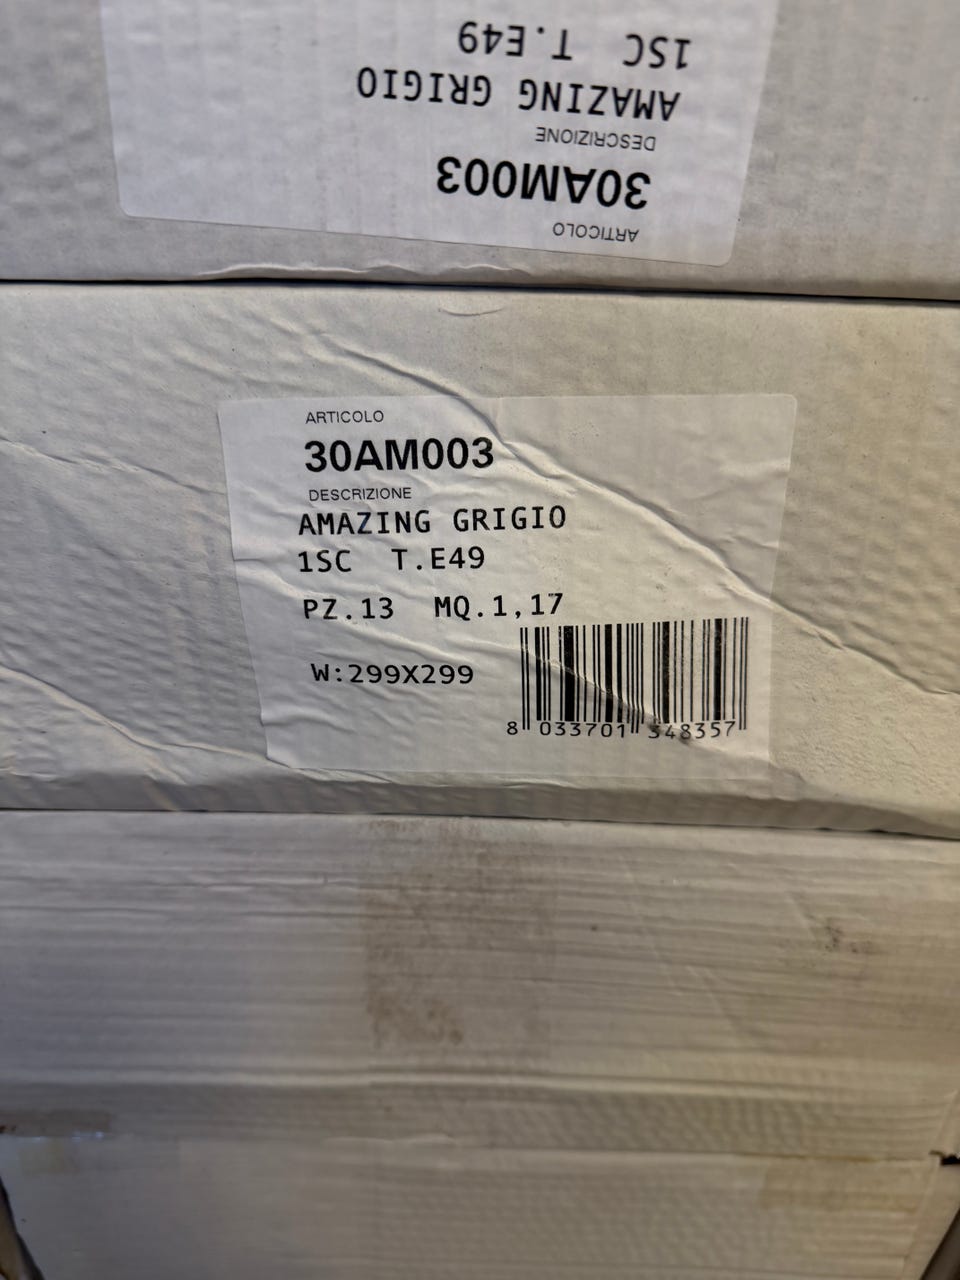 ARTICOLO
30AM003
DESCRIZIONE
AMAZING GRIGIO
1SC T.E49
ARTICOLO
30AM003
DESCRIZIONE
AMAZING GRIGIO
1SC T.E49
PZ.13 MQ.1,17
W:299X299
8 033701 348357